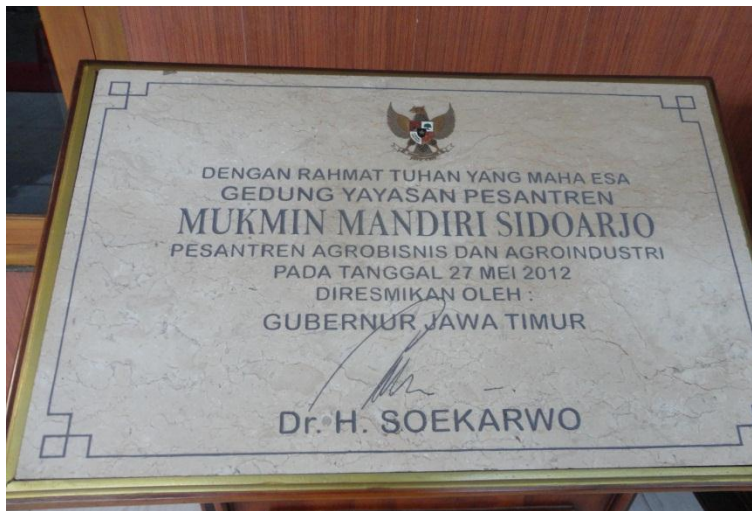 DENGAN RAHMAT TUHAN YANG MAHA ESA
GEDUNG YAYASAN PESANTREN
MUKMIN MANDIRI SIDOARJO
PESANTREN AGROBISNIS DAN AGROINDUSTRI
PADA TANGGAL 27 MEI 2012
DIRESMIKAN OLEH :
GUBERNUR JAWA TIMUR
Dr. H. SOEKARWO